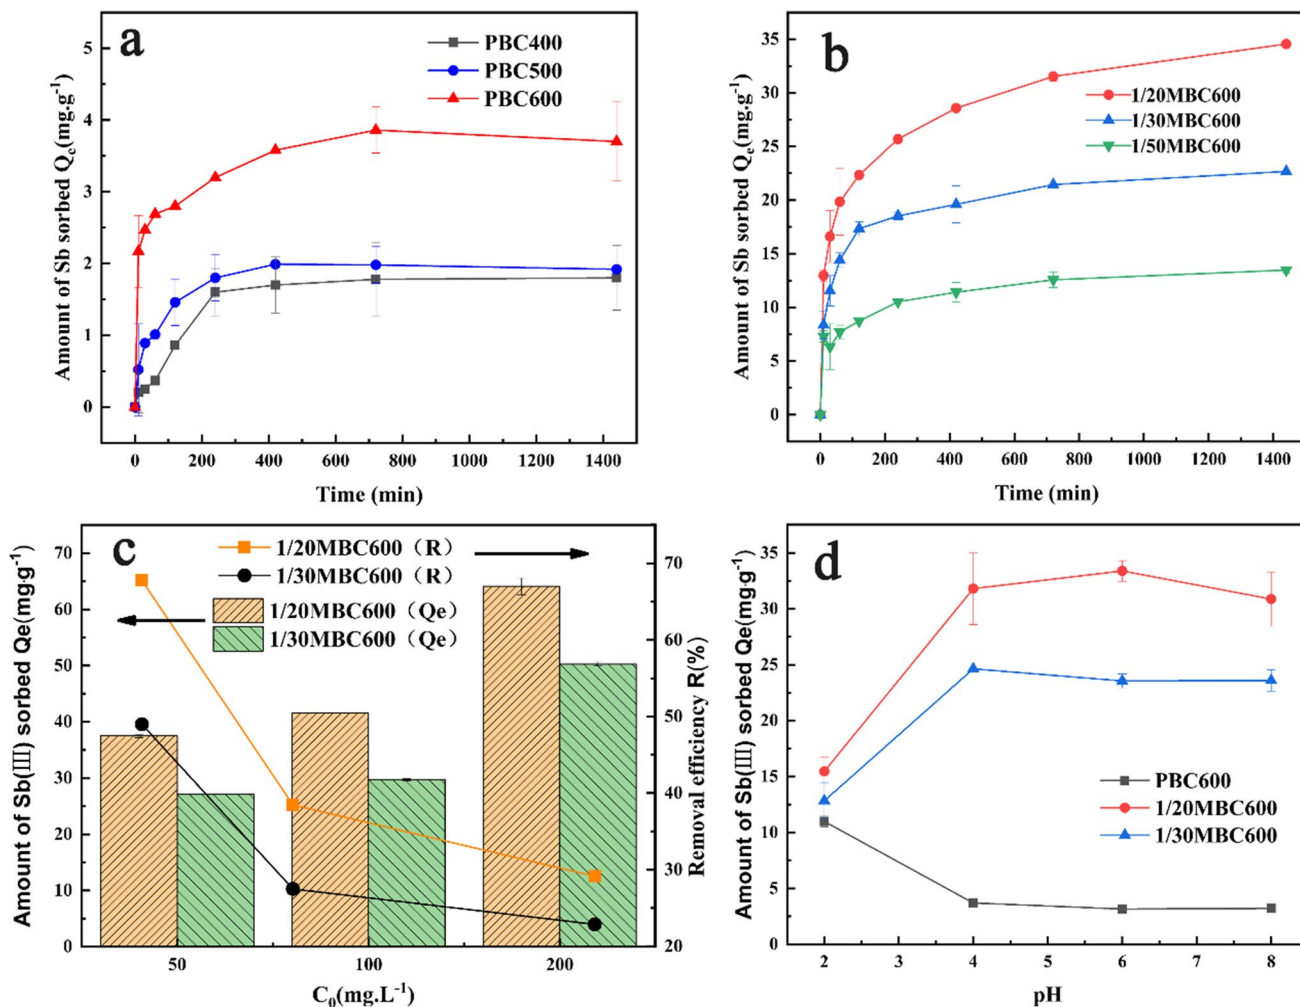 a
PBC400
PBC500
PBC600
Amount of Sb sorbed Qe(mg.g-1)
5
4
3
2
1
0
0 200 400 600 800 1000 1200 1400
Time (min)
b
1/20MBC600
1/30MBC600
1/50MBC600
Amount of Sb sorbed Qe(mg.g-1)
35
30
25
20
15
10
5
0
0 200 400 600 800 1000 1200 1400
Time (min)
c
1/20MBC600（R）
1/30MBC600（R）
1/20MBC600（Qe）
1/30MBC600（Qe）
Amount of Sb(III) sorbed Qe(mg·g-1)
70
60
50
40
30
20
10
0
Removal efficiency R(%)
70
60
50
40
30
20
50 100 200
C0(mg.L-1)
d
PBC600
1/20MBC600
1/30MBC600
Amount of Sb(III) sorbed Qe(mg·g-1)
35
30
25
20
15
10
5
0
2 3 4 5 6 7 8
pH